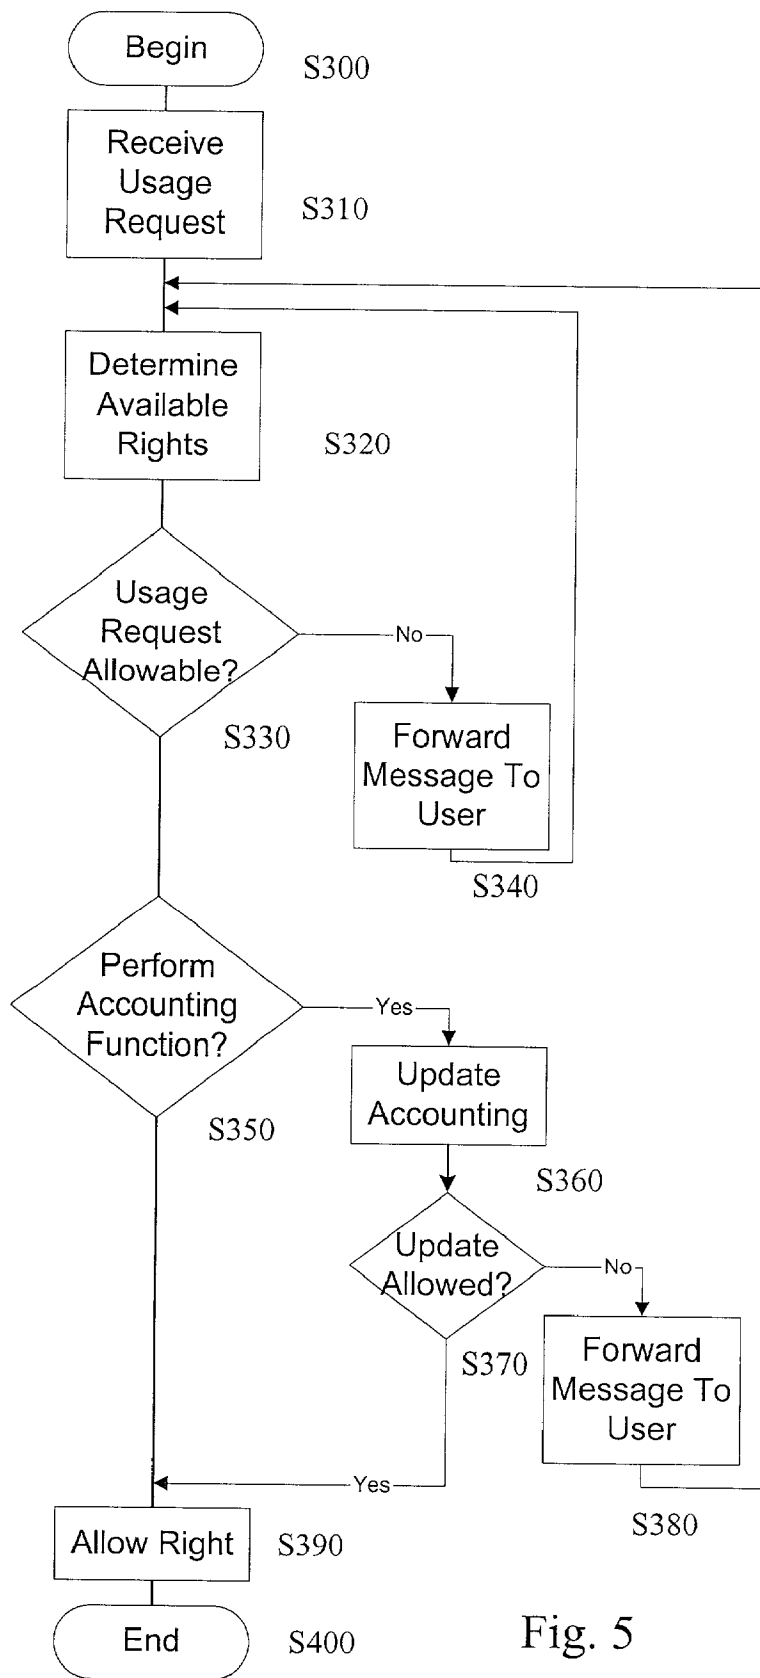 Begin
S300
Receive
Usage
Request
S310
Determine
Available
Rights
S320
Usage
Request
Allowable?
No
S330
Forward
Message To
User
S340
Perform
Accounting
Function?
Yes
S350
Update
Accounting
S360
Update
Allowed?
No
S370
Forward
Message To
User
S380
Yes
Allow Right
S390
End
S400
Fig. 5